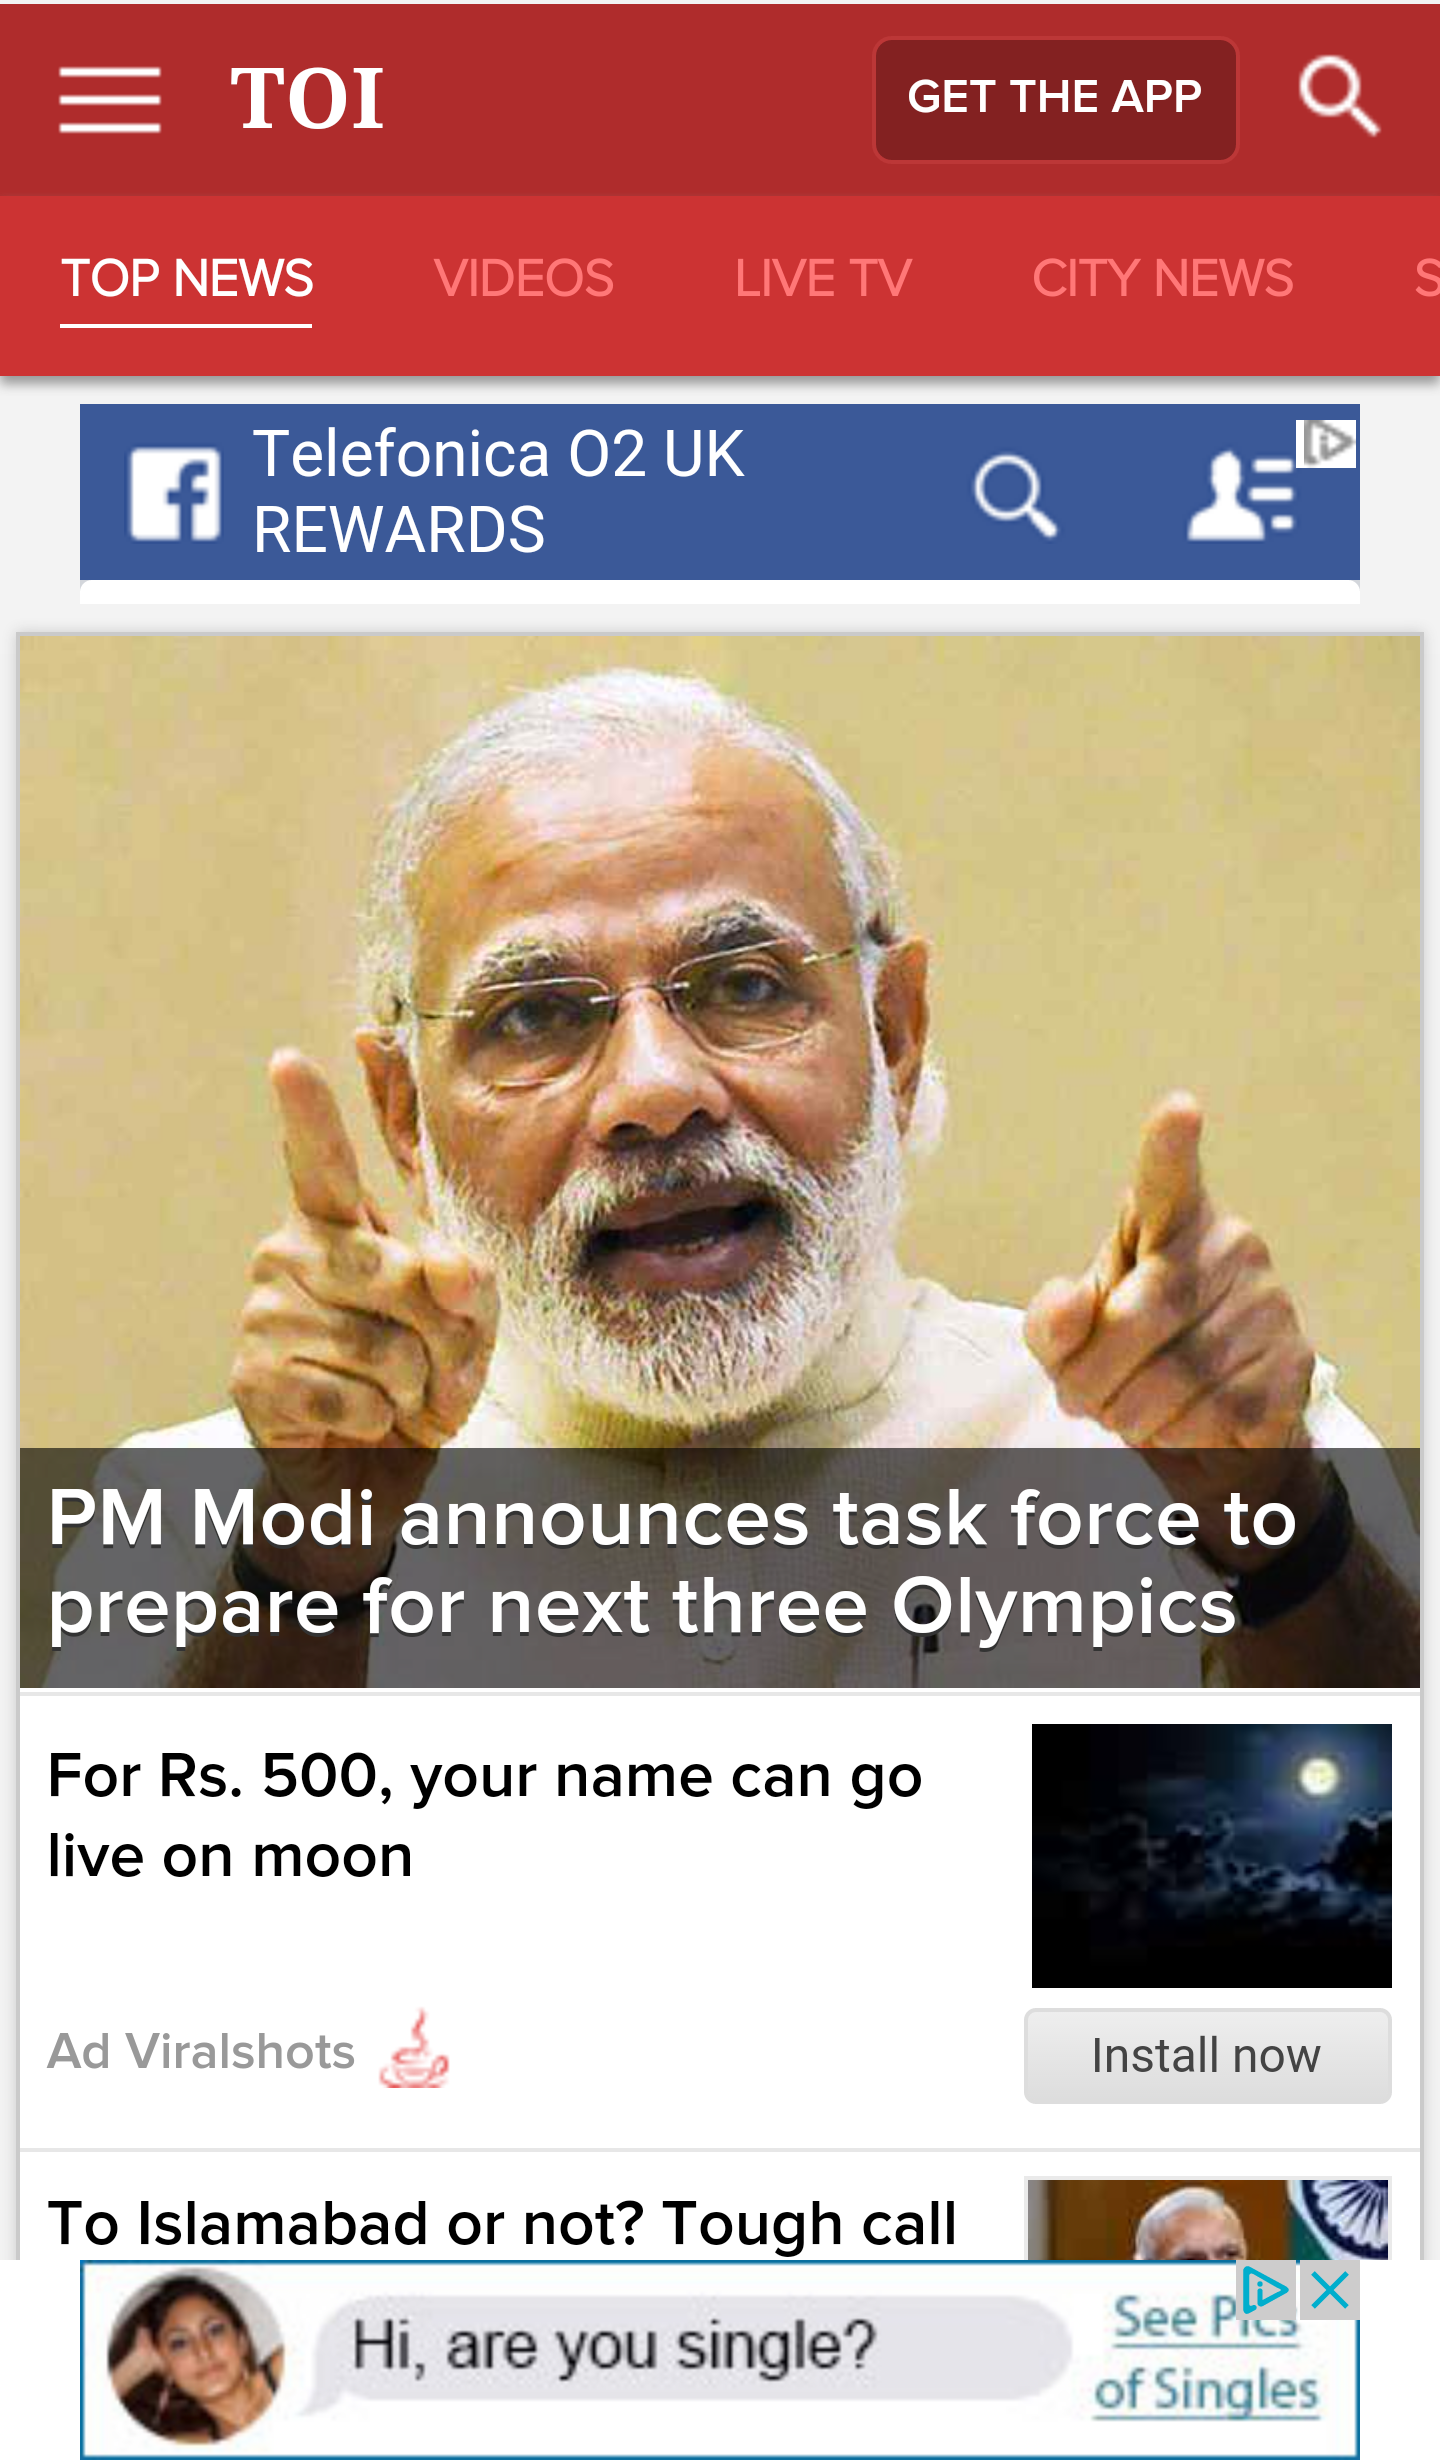 TOI
GET THE APP
TOP NEWS VIDEOS LIVE TV CITY NEWS S
Telefonica O2 UK
REWARDS
PM Modi announces task force to
prepare for next three Olympics
For Rs. 500, your name can go
live on moon
Ad Viralshots
Install now
To Islamabad or not? Tough call
Hi, are you single?
See Pics
of Singles